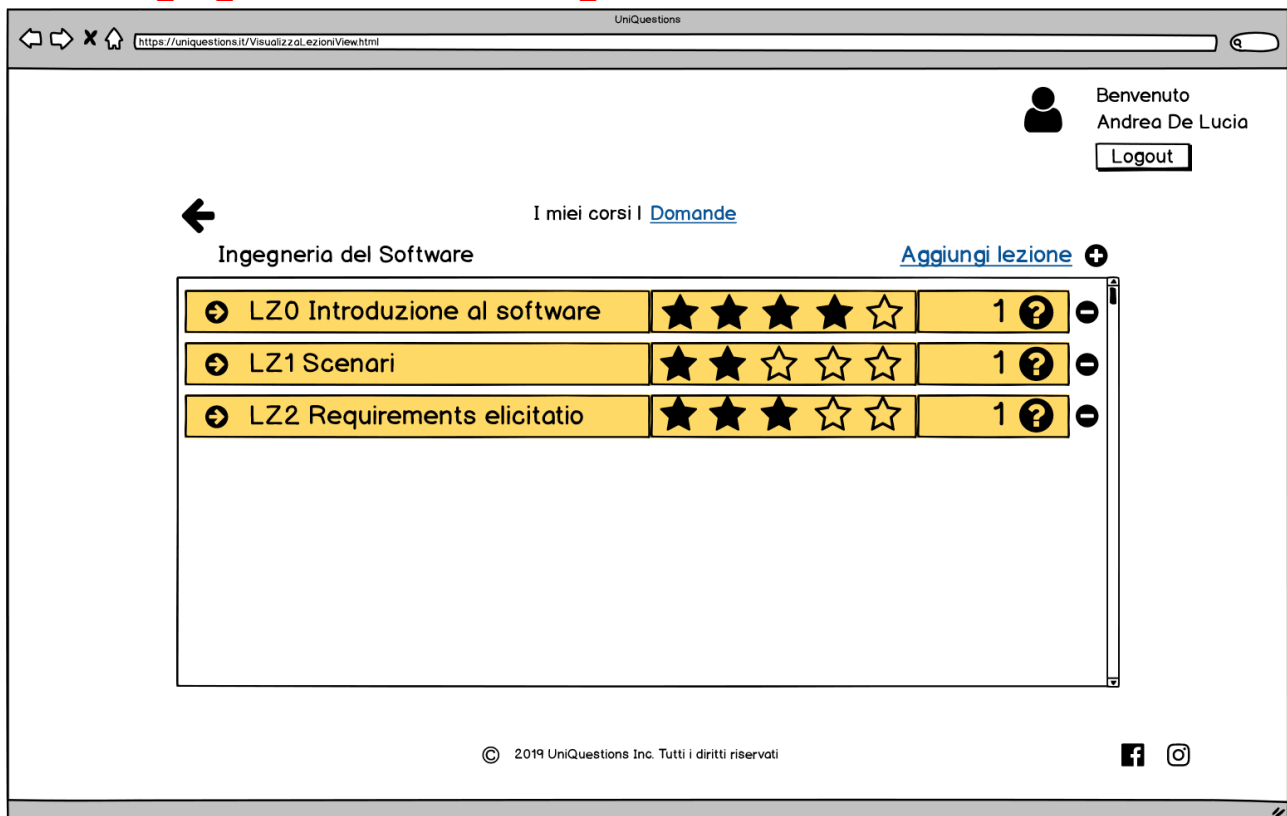 UniQuestions
https://uniquestions.it/VisualizzaLezioniView.html
Benvenuto
Andrea De Lucia
Logout
I miei corsi | Domande
Ingegneria del Software
Aggiungi lezione
LZ0 Introduzione al software
1
LZ1 Scenari
1
LZ2 Requirements elicitatio
1
© 2019 UniQuestions Inc. Tutti i diritti riservati